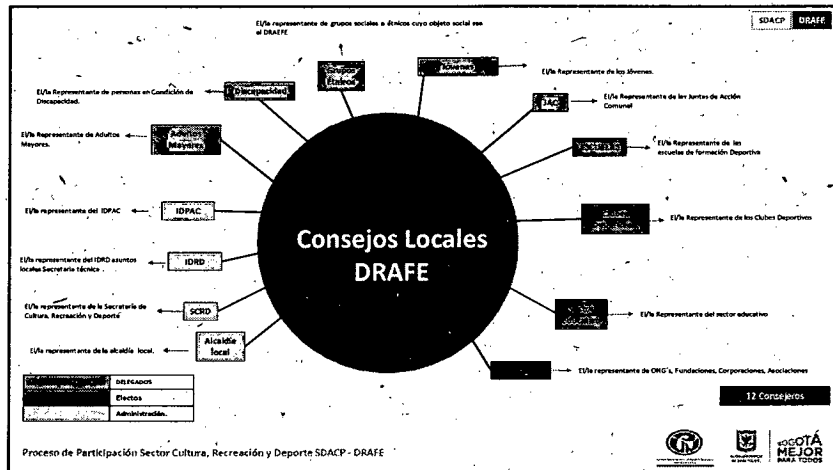 El/la representante de grupos sociales o étnicos cuyo objeto social sea
el DRAEFE
SDACP DRAFE
Grupos
Étnicos
Jóvenes
El/la Representante de los Jóvenes.
Discapacidad
El/la Representante de personas en Condición de
Discapacidad.
JAC
El/la Representante de las Juntas de Acción
Comunal
Adultos
Mayores
El/la Representante de Adultos
Mayores.
El/la Representante de las
escuelas de formación Deportiva
El/la representante del IDPAC
IDPAC
El/la Representante de los Clubes Deportivos
Consejos Locales
DRAFE
El/la representante del IDRD asuntos
locales Secretaría técnica
IDRD
El/la representante de la Secretaría de
Cultura, Recreación y Deporte
SCRD
El/la Representante del sector educativo
El/la representante de la alcaldía local.
Alcaldía
local
El/la representante de ONG's, Fundaciones, Corporaciones, Asociaciones
DELEGADOS
Electos
Administración.
12 Consejeros
Proceso de Participación Sector Cultura, Recreación y Deporte SDACP - DRAFE
BOGOTÁ
MEJOR
PARA TODOS